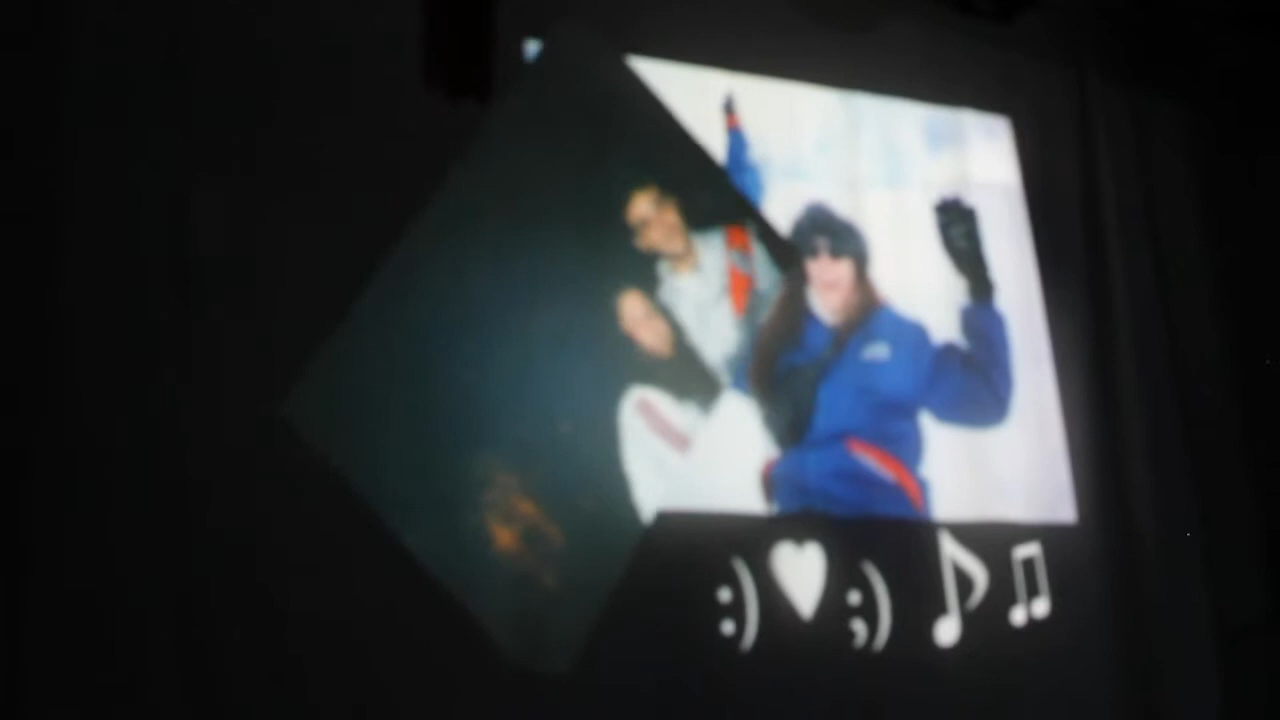 :) ♥ ;) ♪ ♫